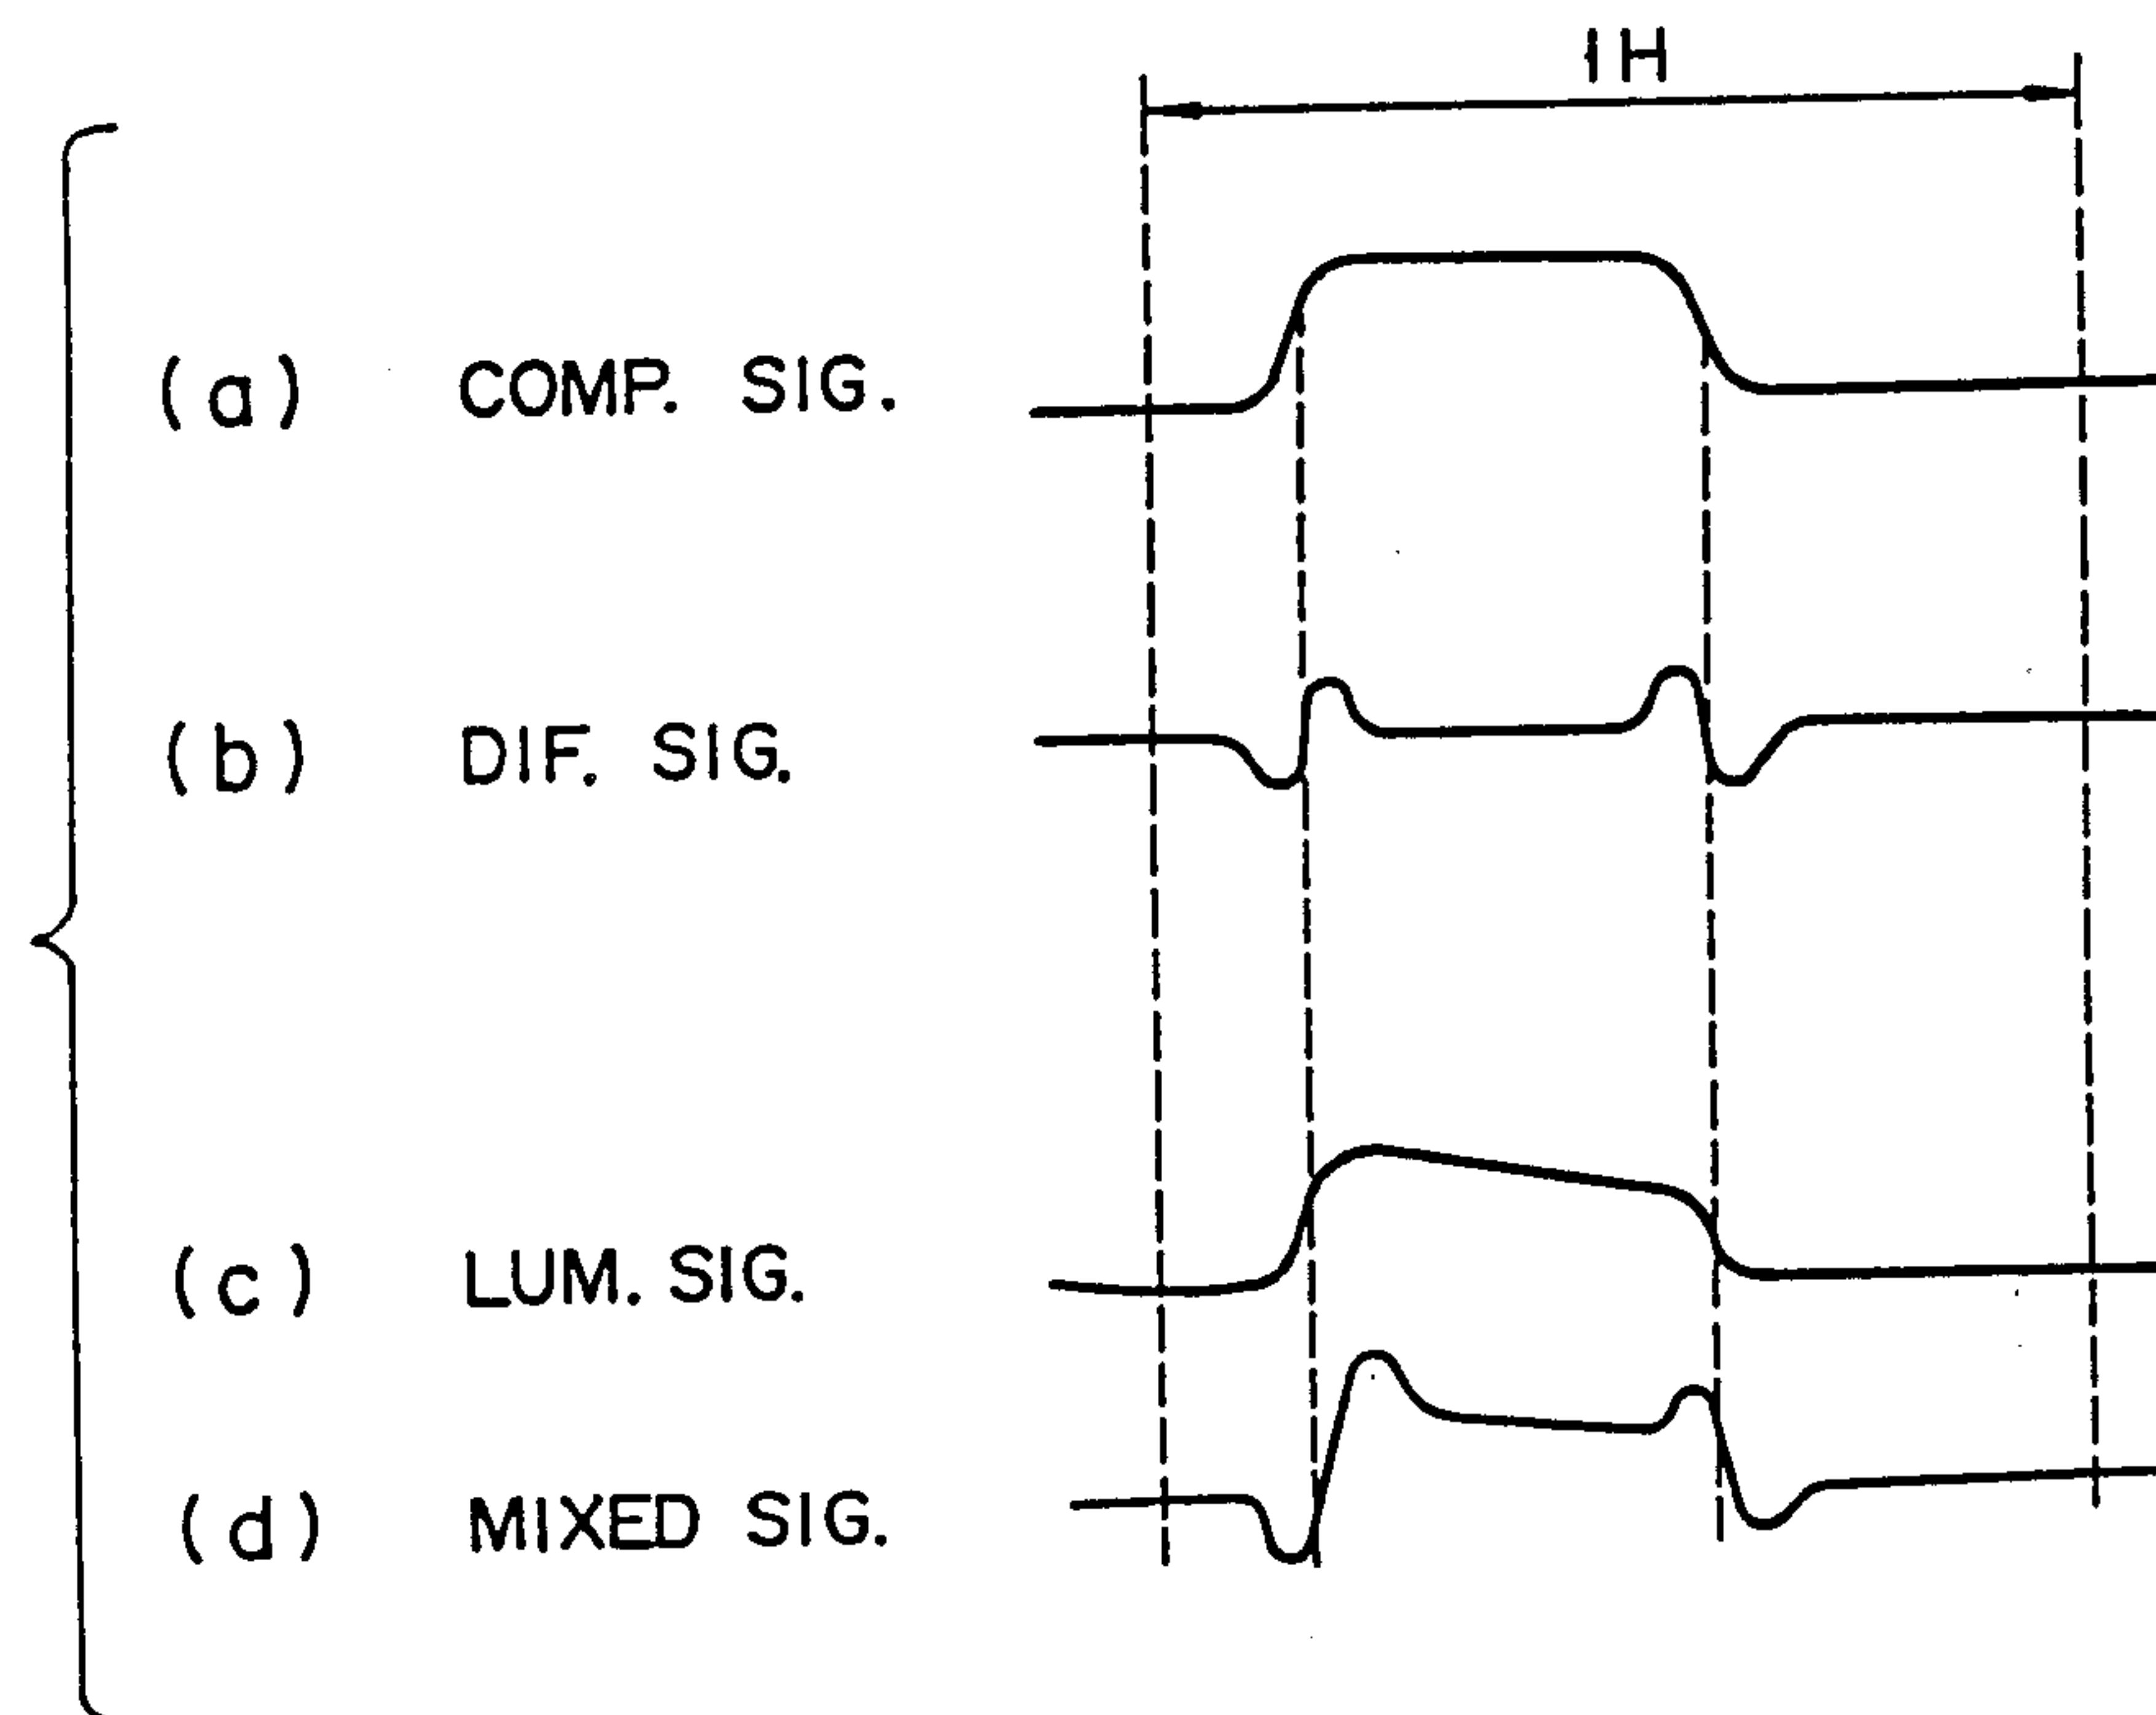 1H
(a) COMP. SIG.
(b) DIF. SIG.
(c) LUM. SIG.
(d) MIXED SIG.